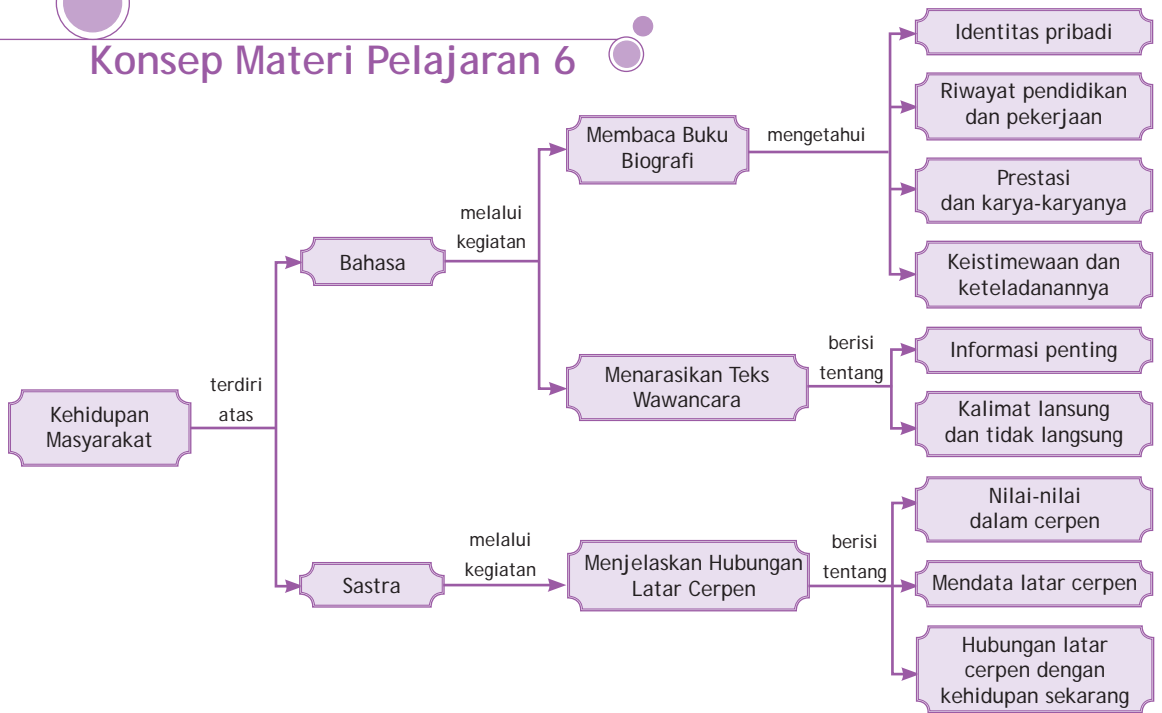 Konsep Materi Pelajaran 6
Kehidupan
Masyarakat
terdiri
atas
Bahasa
melalui
kegiatan
Membaca Buku
Biografi
mengetahui
Identitas pribadi
Riwayat pendidikan
dan pekerjaan
Prestasi
dan karya-karyanya
Keistimewaan dan
keteladanannya
Menarasikan Teks
Wawancara
berisi
tentang
Informasi penting
Kalimat lansung
dan tidak langsung
Sastra
melalui
kegiatan
Menjelaskan Hubungan
Latar Cerpen
berisi
tentang
Nilai-nilai
dalam cerpen
Mendata latar cerpen
Hubungan latar
cerpen dengan
kehidupan sekarang